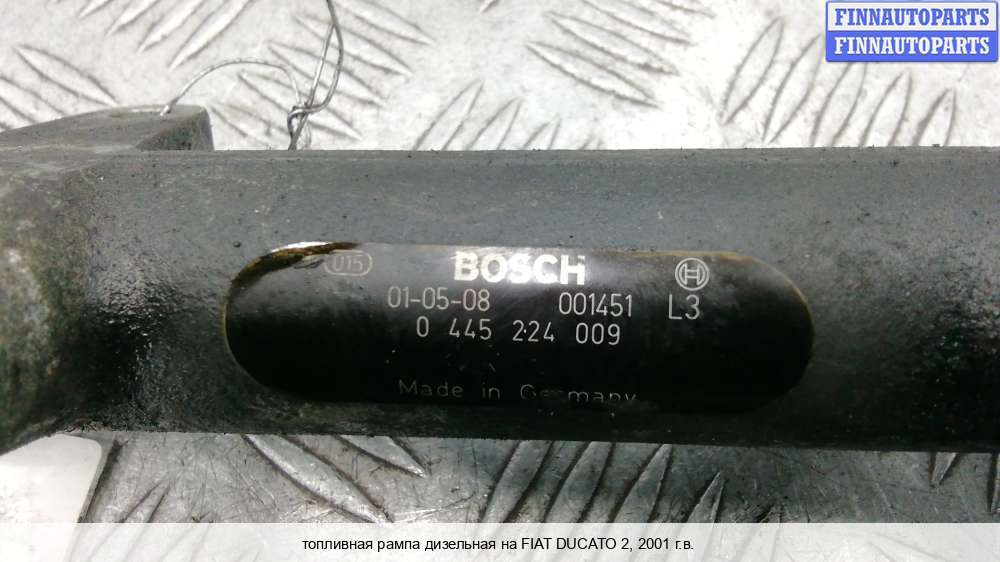 FINNAUTOPARTS
FINNAUTOPARTS
015
BOSCH
01-05-08 001451 L3
0 445 224 009
Made in Germany
топливная рампа дизельная на FIAT DUCATO 2, 2001 г.в.